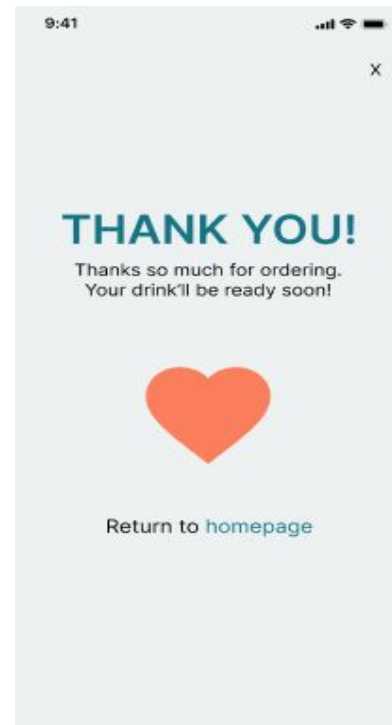 9:41
X
THANK YOU!
Thanks so much for ordering.
Your drink'll be ready soon!
Return to homepage